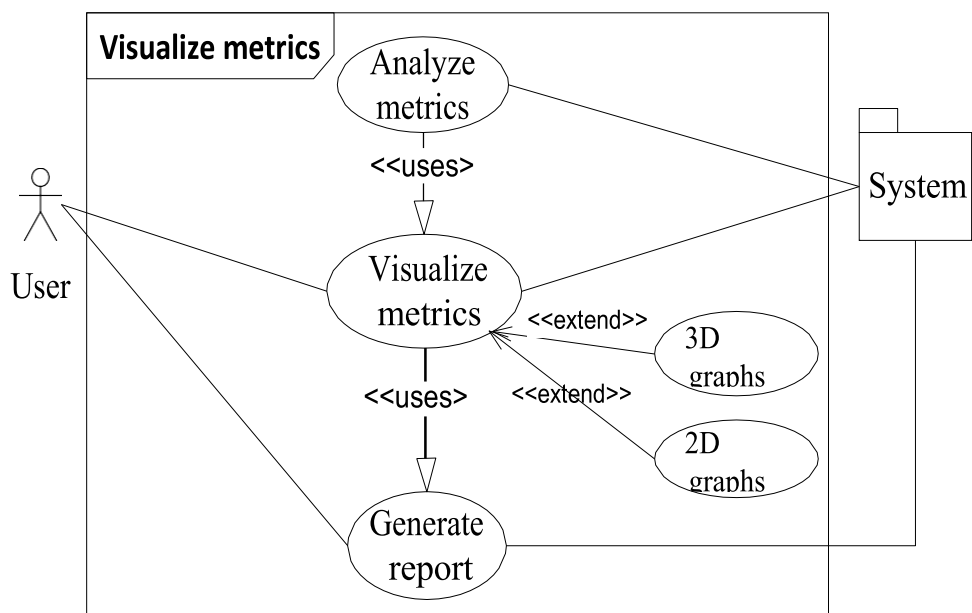 Visualize metrics
Analyze
metrics
<<uses>
System
User
Visualize
metrics
<<extend>>
3D
graphs
<<uses>>
<<extend>>
2D
graphs
Generate
report